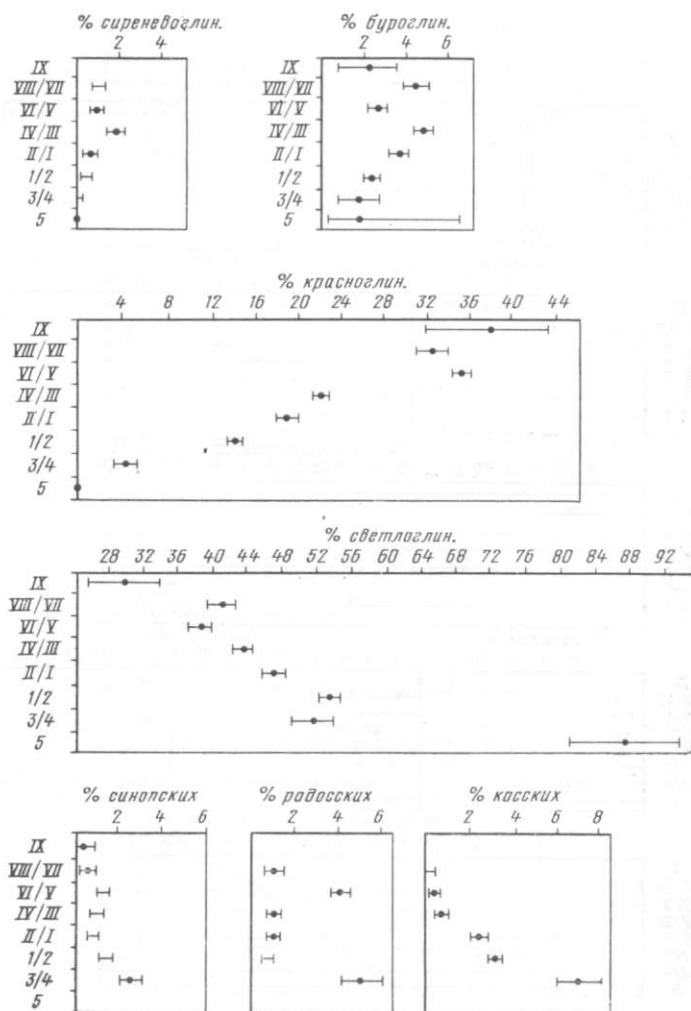 % сиреневоглин.
2 4
IX
VIII/VII
VI/V
IV/III
II/I
1/2
3/4
5
% буроглин.
2 4 6
IX
VIII/VII
VI/V
IV/III
II/I
1/2
3/4
5
% красноглин.
4 8 12 16 20 24 28 32 36 40 44
IX
VIII/VII
VI/V
IV/III
II/I
1/2
3/4
5
% светлоглин.
28 32 36 40 44 48 52 56 60 64 68 72 76 80 84 88 92
IX
VIII/VII
VI/V
IV/III
II/I
1/2
3/4
5
% синопских
2 6
% родосских
2 4 6
% косских
2 4 6 8
IX
VIII/VII
VI/V
IV/III
II/I
1/2
3/4
5